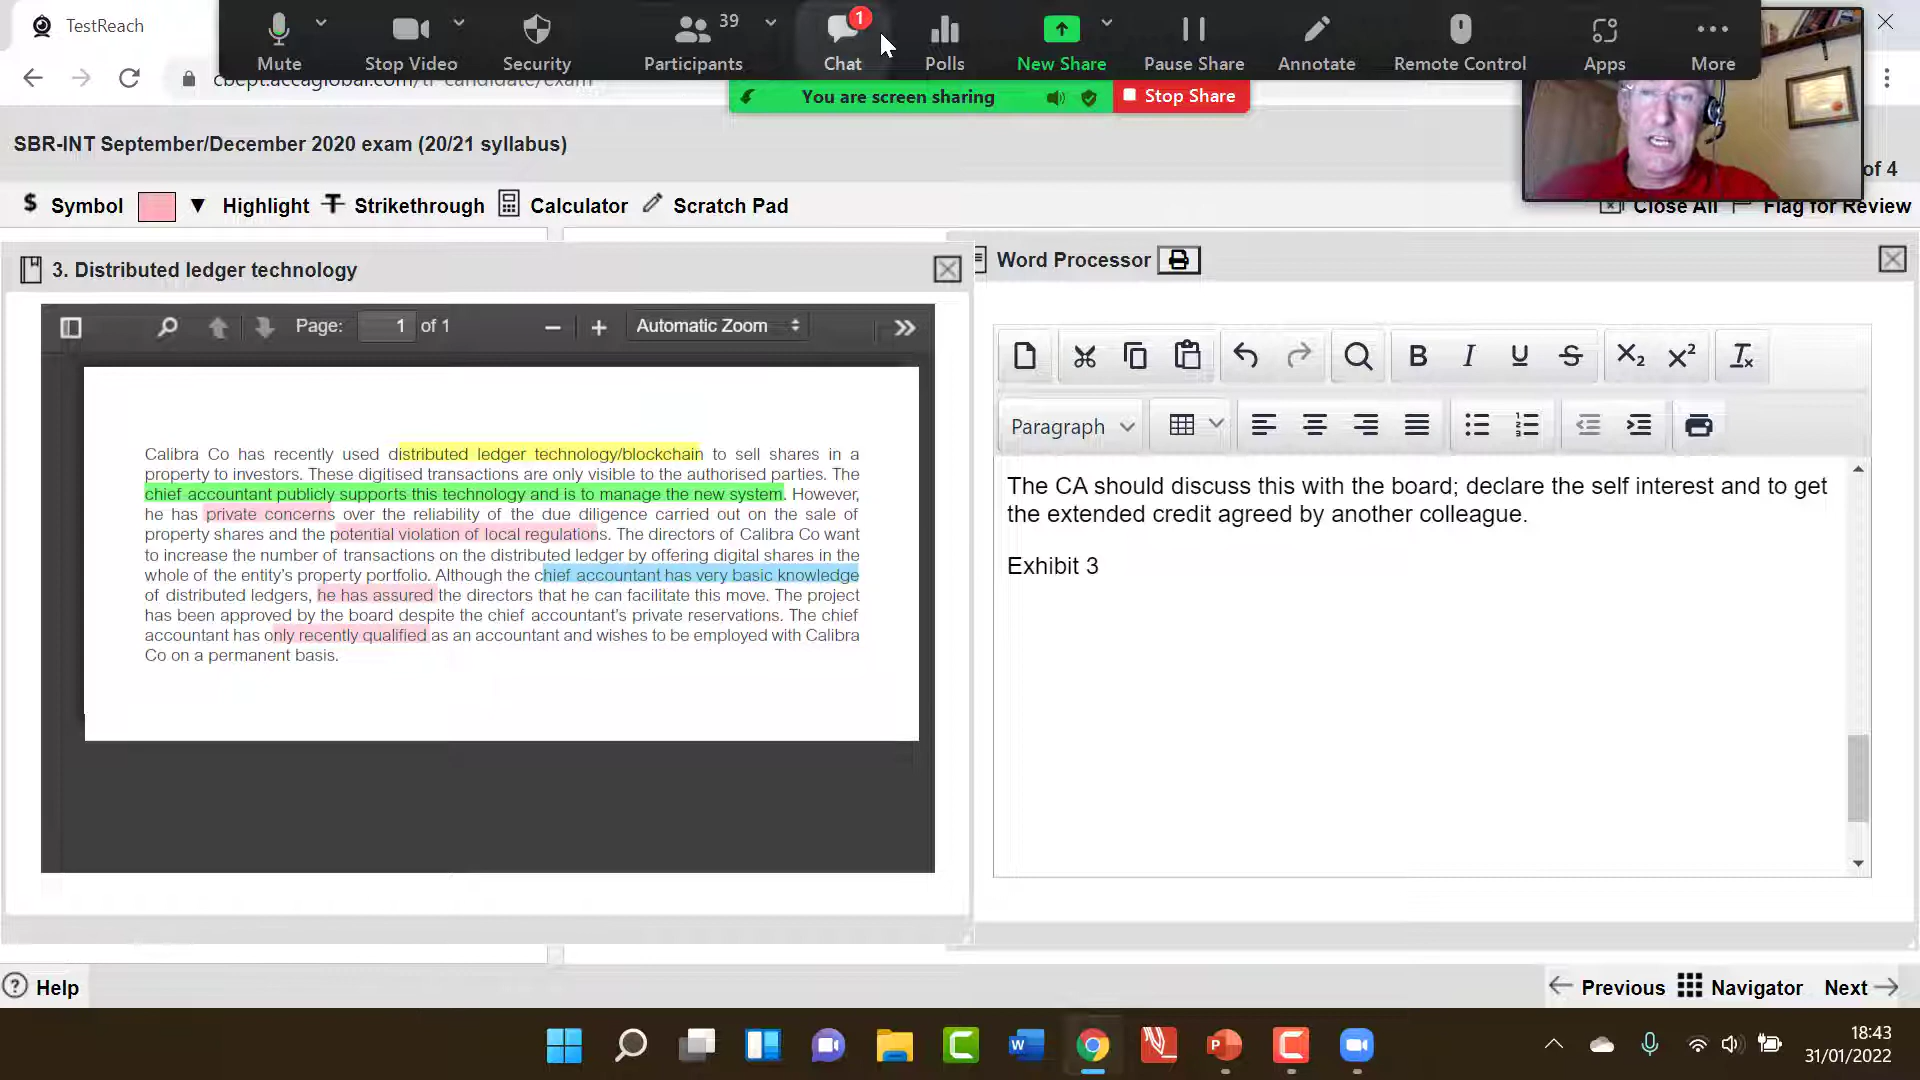 TestReach
Mute
Stop Video
Security
Participants
39
Chat
1
Polls
New Share
Pause Share
Annotate
Remote Control
Apps
More
You are screen sharing
Stop Share
SBR-INT September/December 2020 exam (20/21 syllabus)
of 4
Symbol
Highlight
Strikethrough
Calculator
Scratch Pad
Close All
Flag for Review
3. Distributed ledger technology
Page: 1 of 1
Automatic Zoom
Calibra Co has recently used distributed ledger technology/blockchain to sell shares in a
property to investors. These digitised transactions are only visible to the authorised parties. The
chief accountant publicly supports this technology and is to manage the new system. However,
he has private concerns over the reliability of the due diligence carried out on the sale of
property shares and the potential violation of local regulations. The directors of Calibra Co want
to increase the number of transactions on the distributed ledger by offering digital shares in the
whole of the entity's property portfolio. Although the chief accountant has very basic knowledge
of distributed ledgers, he has assured the directors that he can facilitate this move. The project
has been approved by the board despite the chief accountant's private reservations. The chief
accountant has only recently qualified as an accountant and wishes to be employed with Calibra
Co on a permanent basis.
Word Processor
Paragraph
The CA should discuss this with the board; declare the self interest and to get
the extended credit agreed by another colleague.
Exhibit 3
Help
Previous
Navigator
Next
18:43
31/01/2022